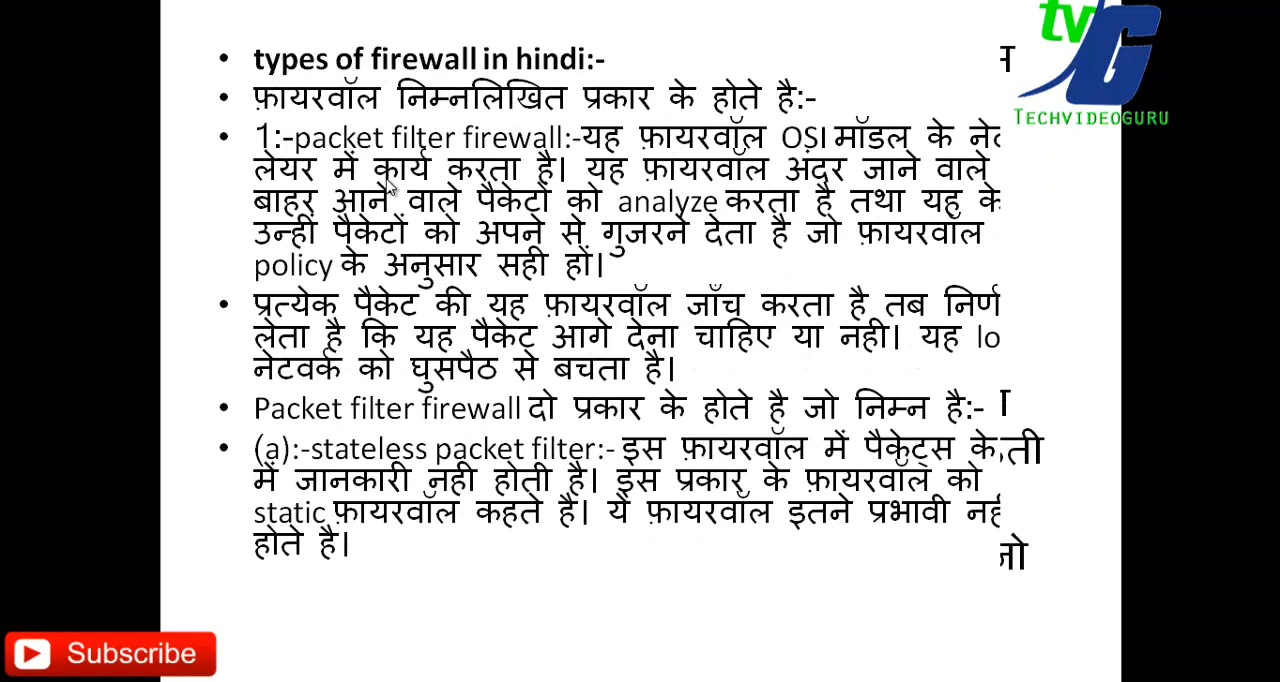 types of firewall in hindi:-
फ़ायरवॉल निम्नलिखित प्रकार के होते है:-
1:-packet filter firewall:-यह फ़ायरवॉल OSI मॉडल के
लेयर में कार्य करता है। यह फ़ायरवॉल अंदर जाने वाले
बाहर आने वाले पैकेटों को analyze करता है तथा यह
उन्ही पैकेटों को अपने से गुजरने देता है जो फ़ायरवॉल
policy के अनुसार सही हों।
प्रत्येक पैकेट की यह फ़ायरवॉल जाँच करता है तब
लेता है कि यह पैकेट आगे देना चाहिए या नही। यह lo
नेटवर्क को घुसपैठ से बचता है।
Packet filter firewall दो प्रकार के होते है जो निम्न है:-
(a):-stateless packet filter:- इस फ़ायरवॉल में पैकेट्स के
में जानकारी नही होती है। इस प्रकार के फ़ायरवॉल को
static फ़ायरवॉल कहते है। ये फ़ायरवॉल इतने प्रभावी
होते है।
tv G
TECHVIDEOGURU
Subscribe